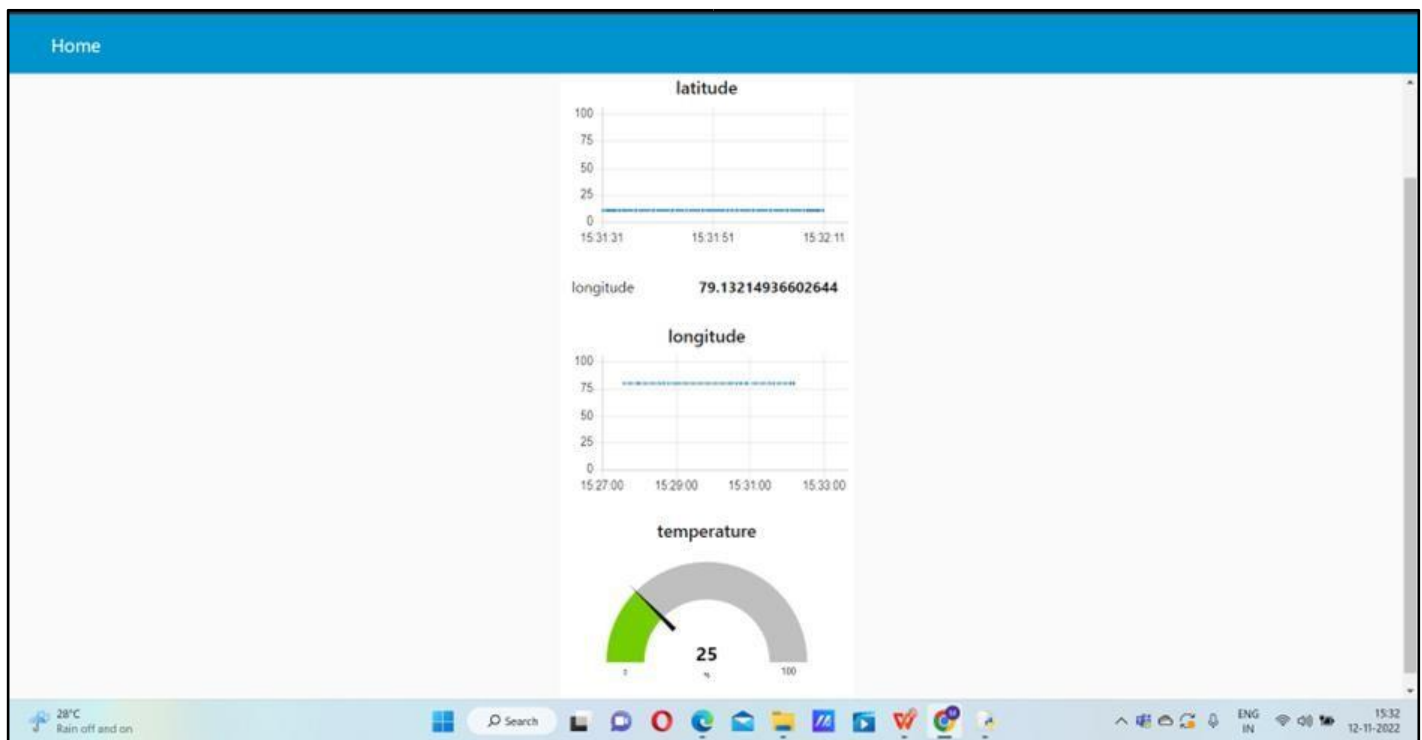 Home
latitude
100
75
50
25
0
15:31:31 15:31:51 15:32:11
longitude 79.13214936602644
longitude
100
75
50
25
0
15:27:00 15:29:00 15:31:00 15:33:00
temperature
25
100
28°C
Rain off and on
Search
ENG
IN
15:32
12-11-2022